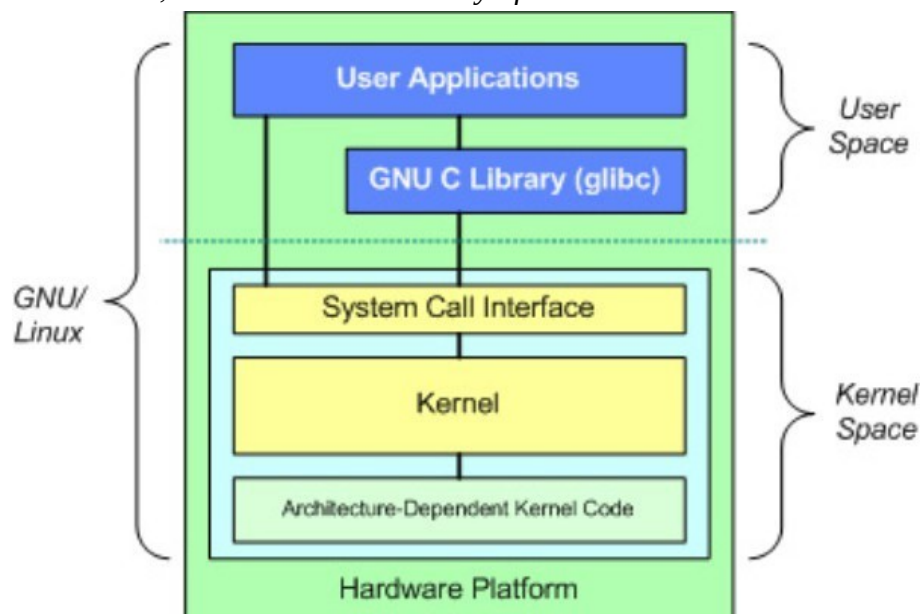 User Applications
GNU C Library (glibc)
User
Space
GNU/
Linux
System Call Interface
Kernel
Architecture-Dependent Kernel Code
Kernel
Space
Hardware Platform